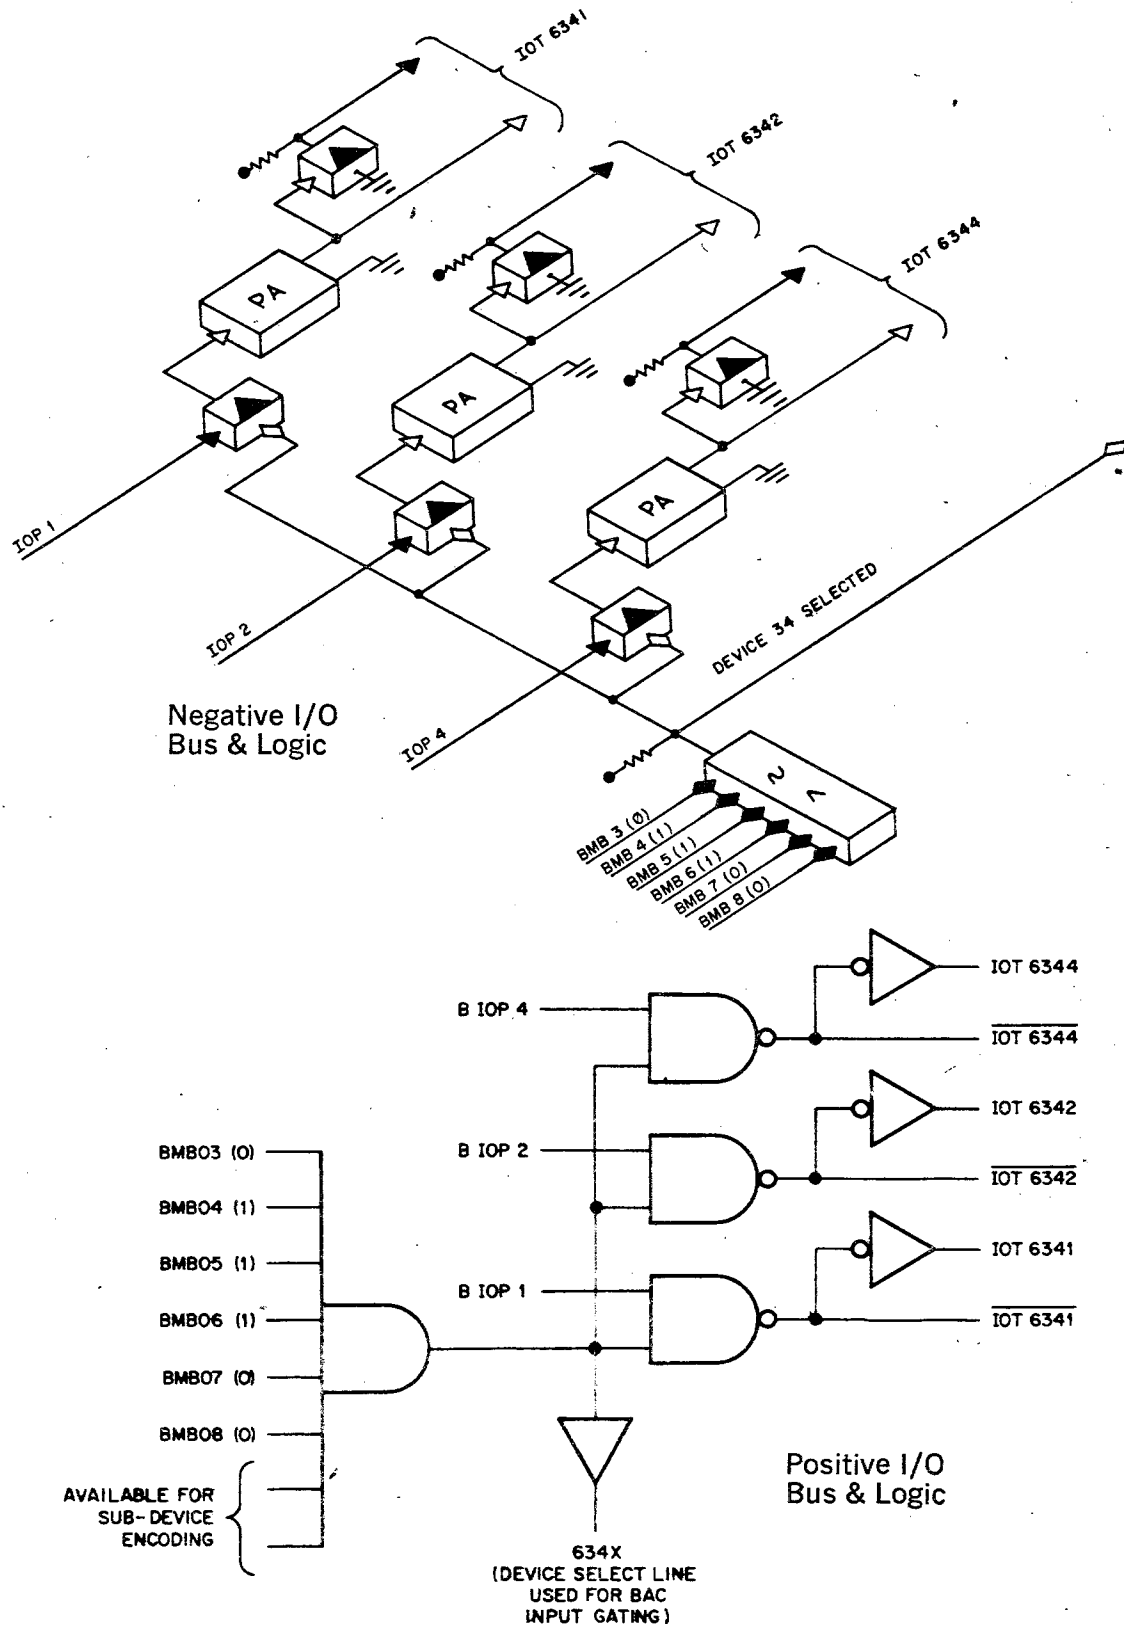 IOT 6341
IOT 6342
IOT 6344
PA
PA
PA
IOP 1
IOP 2
IOP 4
DEVICE 34 SELECTED
Negative I/O
Bus & Logic
BMB 3 (0)
BMB 4 (1)
BMB 5 (1)
BMB 6 (1)
BMB 7 (0)
BMB 8 (0)
B IOP 4
IOT 6344
IOT 6344
B IOP 2
IOT 6342
IOT 6342
B IOP 1
IOT 6341
IOT 6341
BMB03 (0)
BMB04 (1)
BMB05 (1)
BMB06 (1)
BMB07 (0)
BMB08 (0)
AVAILABLE FOR
SUB-DEVICE
ENCODING
Positive I/O
Bus & Logic
634X
(DEVICE SELECT LINE
USED FOR BAC
INPUT GATING)